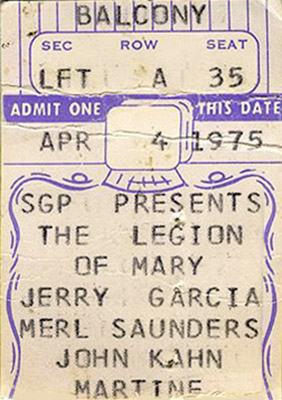 BALCONY
SEC ROW SEAT
LFT A 35
ADMIT ONE THIS DATE
APR 4 1975
SGP PRESENTS
THE LEGION
OF MARY
JERRY GARCIA
MERL SAUNDERS
JOHN KAHN
MARTINE